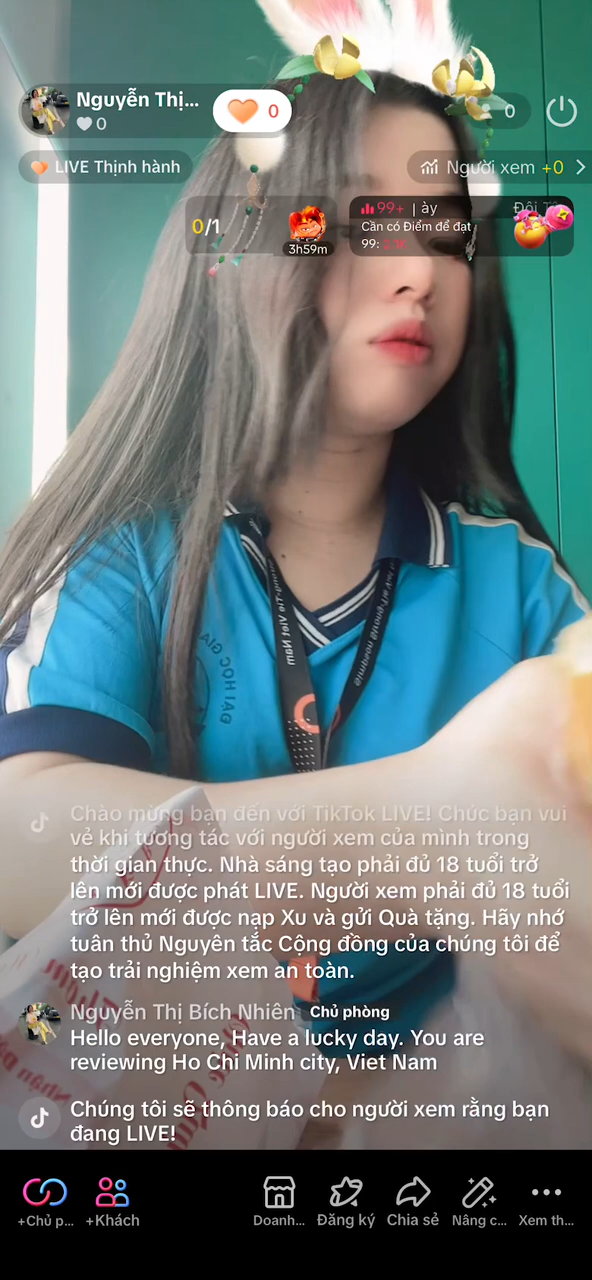 Nguyễn Thị...
0
0
0
LIVE Thịnh hành
Người xem +0
0/1
3h59m
99+ | ày
Cần có Điểm để đạt
99:
ĐẠI HỌC GIA
Viet Nam
Chào mừng bạn đến với TikTok LIVE! Chúc bạn vui
vẻ khi tương tác với người xem của mình trong
thời gian thực. Nhà sáng tạo phải đủ 18 tuổi trở
lên mới được phát LIVE. Người xem phải đủ 18 tuổi
trở lên mới được nạp Xu và gửi Quà tặng. Hãy nhớ
tuân thủ Nguyên tắc Cộng đồng của chúng tôi để
tạo trải nghiệm xem an toàn.
Nguyễn Thị Bích Nhiên Chủ phòng
Hello everyone, Have a lucky day. You are
reviewing Ho Chi Minh city, Viet Nam
Chúng tôi sẽ thông báo cho người xem rằng bạn
đang LIVE!
+Chủ p... +Khách Doanh... Đăng ký Chia sẻ Nâng c... Xem th...